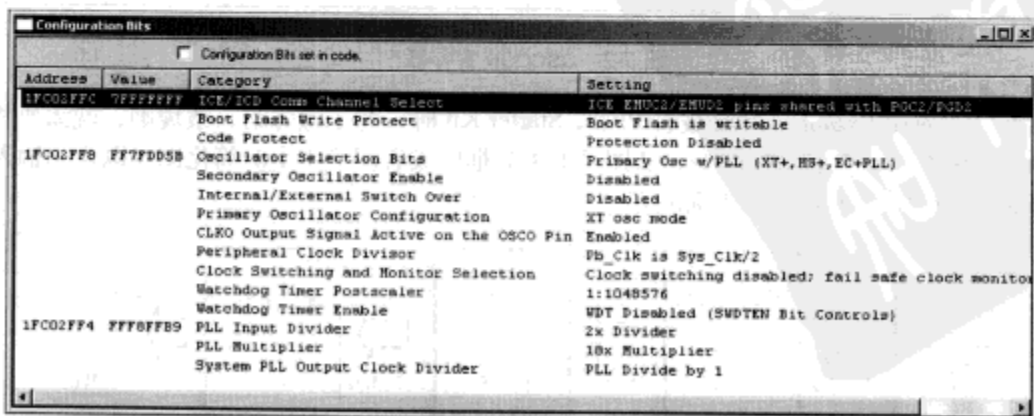 Configuration Bits
Configuration Bits set in code.
Address Value Category Setting
1FC02FFC 7FFFFFFF ICE/ICD Comm Channel Select ICE EMUC2/EMUD2 pins shared with PGC2/PGD2
Boot Flash Write Protect Boot Flash is writable
Code Protect Protection Disabled
1FC02FF8 FF7FDD5B Oscillator Selection Bits Primary Osc w/PLL (XT+,HS+,EC+PLL)
Secondary Oscillator Enable Disabled
Internal/External Switch Over Disabled
Primary Oscillator Configuration XT osc mode
CLKO Output Signal Active on the OSCO Pin Enabled
Peripheral Clock Divisor Pb_Clk is Sys_Clk/2
Clock Switching and Monitor Selection Clock switching disabled; fail safe clock monitor
Watchdog Timer Postscaler 1:1048576
Watchdog Timer Enable WDT Disabled (SWDTEN Bit Controls)
1FC02FF4 FFF8FFB9 PLL Input Divider 2x Divider
PLL Multiplier 18x Multiplier
System PLL Output Clock Divider PLL Divide by 1